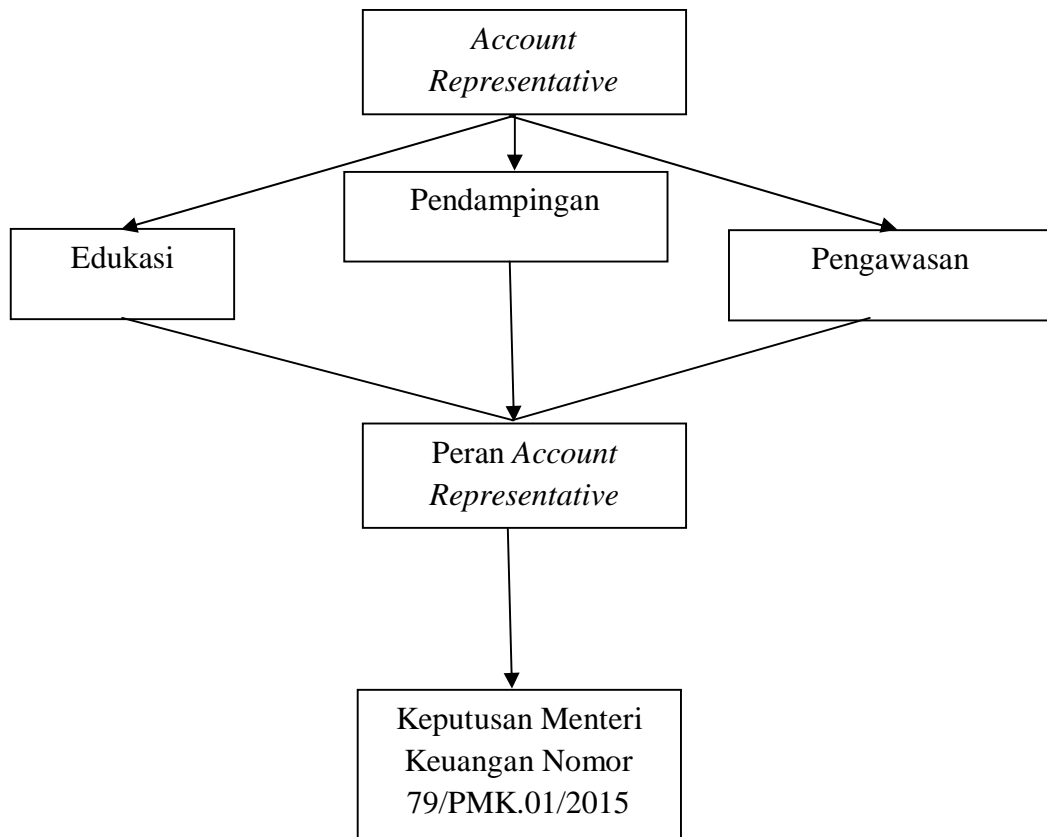 Account
Representative
Pendampingan
Edukasi
Pengawasan
Peran Account
Representative
Keputusan Menteri
Keuangan Nomor
79/PMK.01/2015